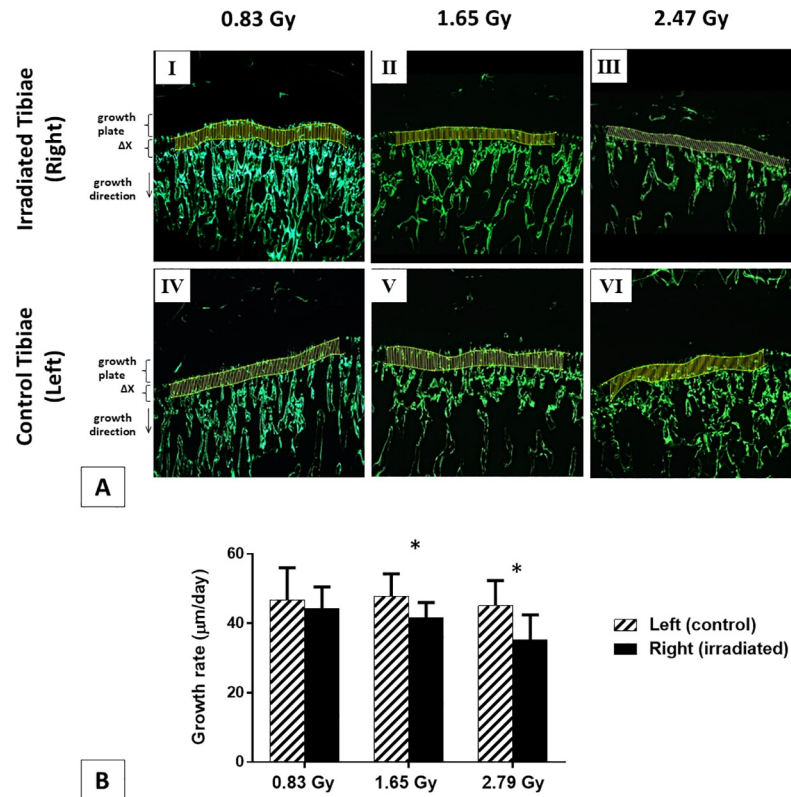 0.83 Gy
1.65 Gy
2.47 Gy
Irradiated Tibiae
(Right)
I
II
III
growth
plate
ΔX
growth
direction
Control Tibiae
(Left)
IV
V
VI
growth
plate
ΔX
growth
direction
A
Growth rate (µm/day)
60
40
20
0
*
*
0.83 Gy
1.65 Gy
2.79 Gy
Left (control)
Right (irradiated)
B